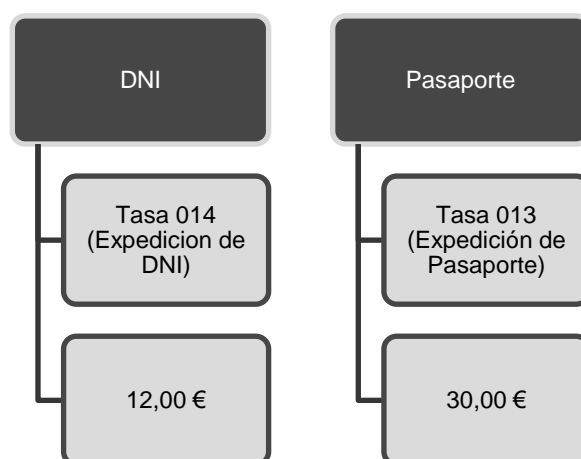 DNI
Tasa 014
(Expedicion de
DNI)
12,00 €
Pasaporte
Tasa 013
(Expedición de
Pasaporte)
30,00 €